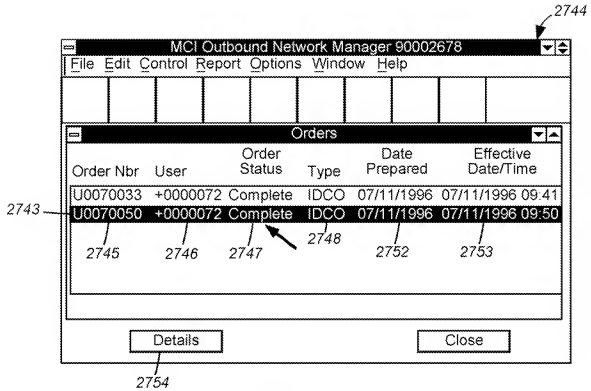 2744
MCI Outbound Network Manager 90002678
File Edit Control Report Options Window Help
Orders
Order Nbr User Order Status Type Date Prepared Effective Date/Time
U0070033 +0000072 Complete IDCO 07/11/1996 07/11/1996 09:41
2743 U0070050 +0000072 Complete IDCO 07/11/1996 07/11/1996 09:50
2745 2746 2747 2748 2752 2753
Details Close
2754